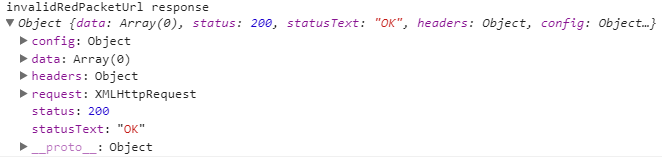 invalidRedPacketUrl response
▼Object {data: Array(0), status: 200, statusText: "OK", headers: Object, config: Object…}
▶config: Object
▶data: Array(0)
▶headers: Object
▶request: XMLHttpRequest
status: 200
statusText: "OK"
▶__proto__: Object